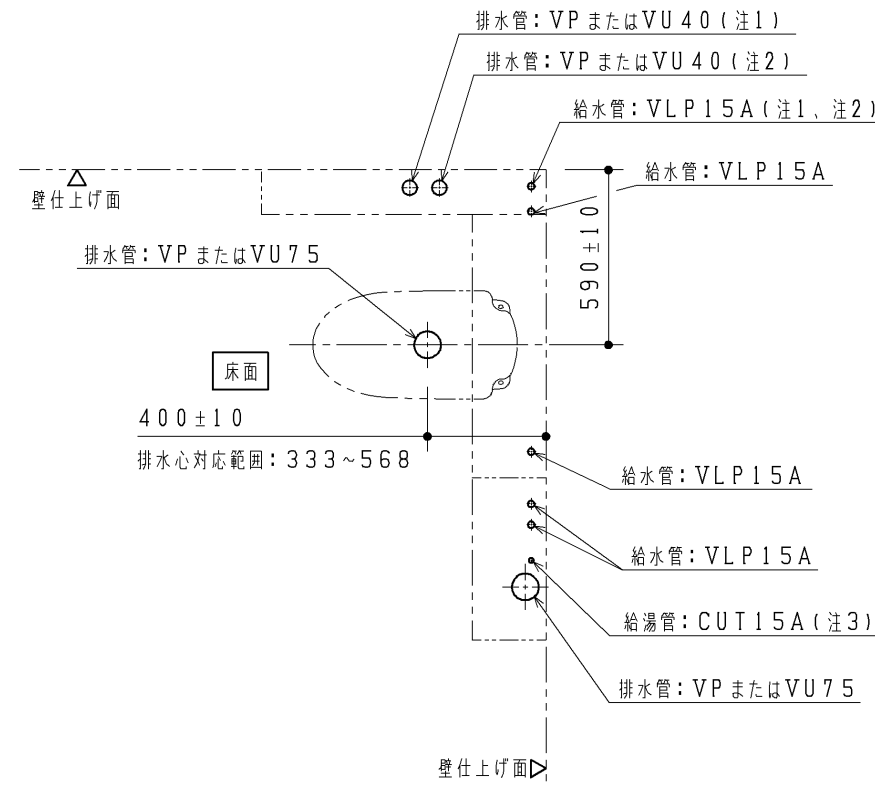 排水管：VPまたはVU40（注1）
排水管：VPまたはVU40（注2）
給水管：VLP15A（注1、注2）
給水管：VLP15A
壁仕上げ面
590±10
排水管：VPまたはVU75
床面
400±10
排水心対応範囲：333~568
給水管：VLP15A
給水管：VLP15A
給湯管：CUT15A（注3）
排水管：VPまたはVU75
壁仕上げ面